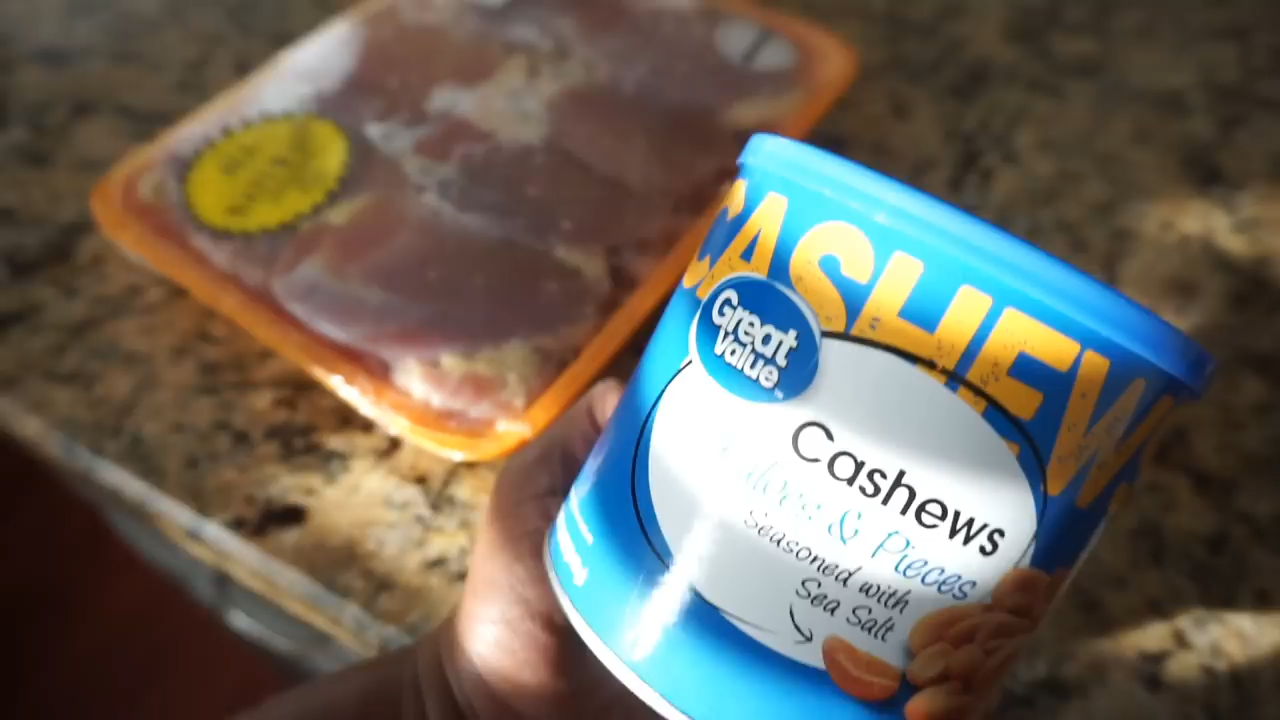 CASHEW
Great
Value
Cashews
Halves & Pieces
Seasoned with
Sea Salt